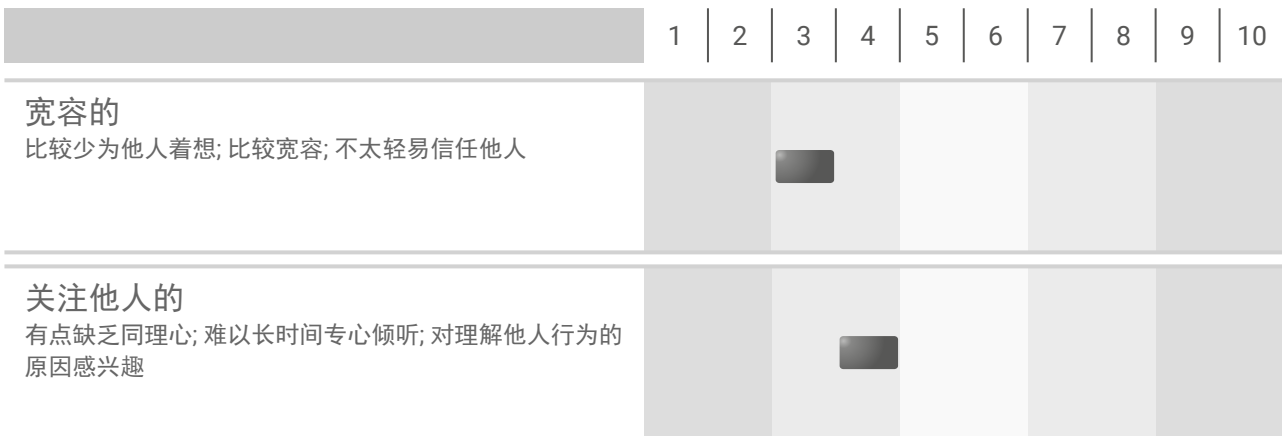 1 2 3 4 5 6 7 8 9 10
宽容的
比较少为他人着想; 比较宽容; 不太轻易信任他人
关注他人的
有点缺乏同理心; 难以长时间专心倾听; 对理解他人行为的
原因感兴趣